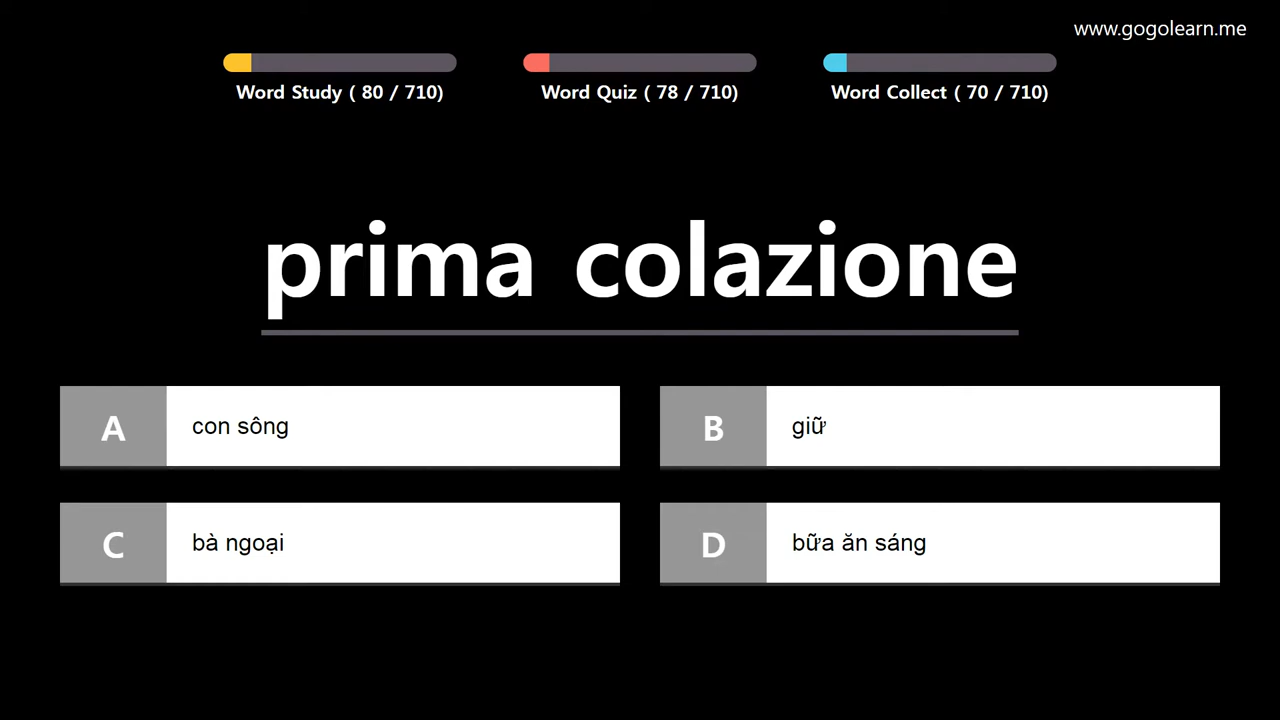 www.gogolearn.me
Word Study ( 80 / 710)
Word Quiz ( 78 / 710)
Word Collect ( 70 / 710)
prima colazione
A con sông
B giữ
C bà ngoại
D bữa ăn sáng